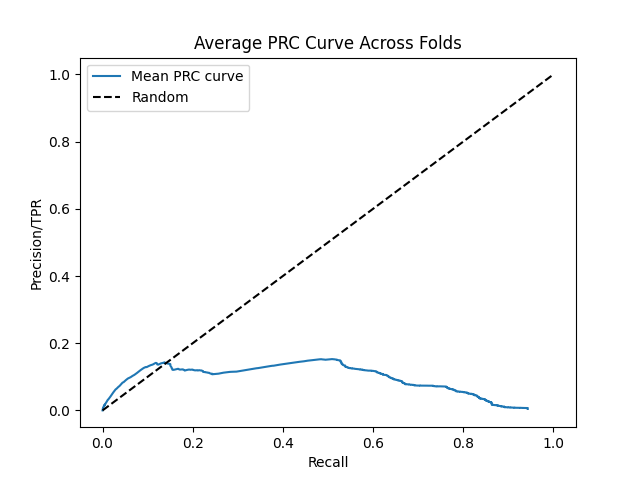 Average PRC Curve Across Folds
Mean PRC curve
Random
Precision/TPR
1.0
0.8
0.6
0.4
0.2
0.0
0.0 0.2 0.4 0.6 0.8 1.0
Recall